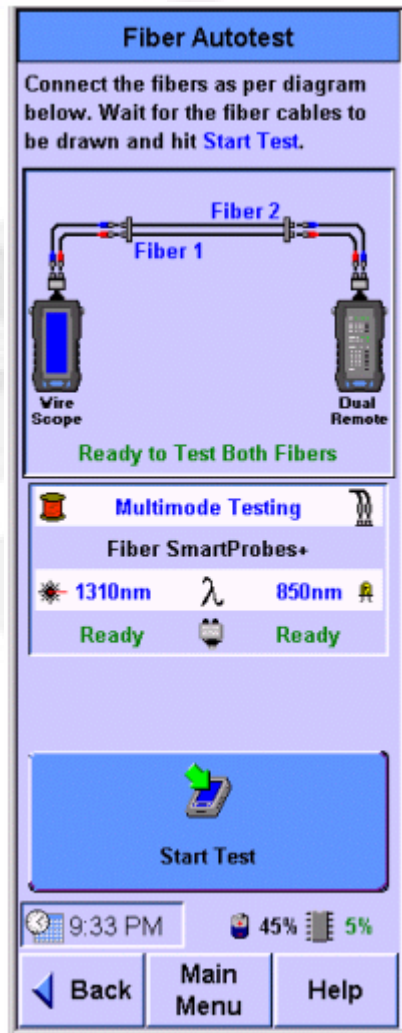 Fiber Autotest
Connect the fibers as per diagram
below. Wait for the fiber cables to
be drawn and hit Start Test.
Fiber 2
Fiber 1
Wire
Scope
Dual
Remote
Ready to Test Both Fibers
Multimode Testing
Fiber SmartProbes+
1310nm λ 850nm
Ready Ready
Start Test
9:33 PM 45% 5%
Back
Main
Menu
Help